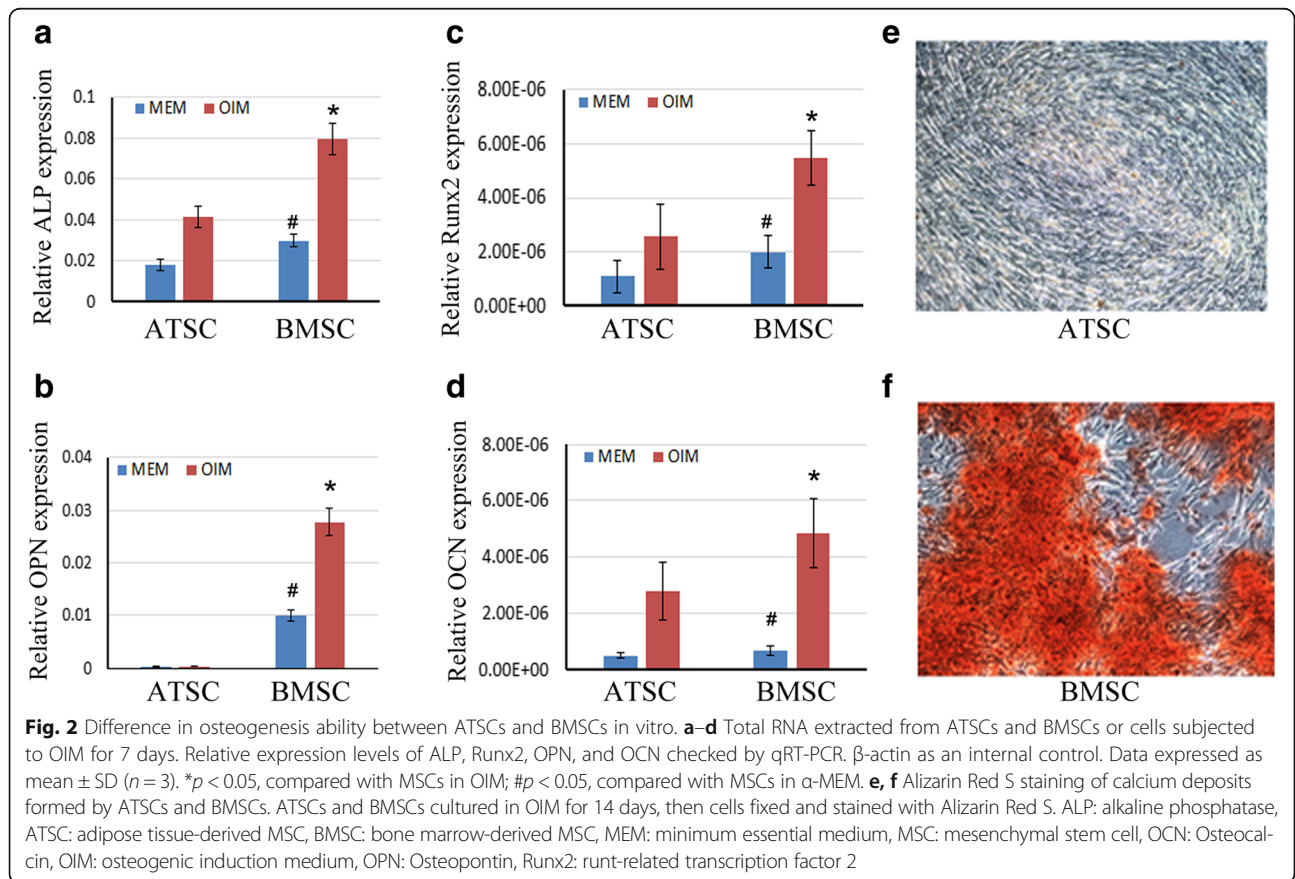 a
Relative ALP expression
0.1
0.08
0.06
0.04
0.02
0
MEM OIM
#
*
ATSC BMSC
c
Relative Runx2 expression
8.00E-06
6.00E-06
4.00E-06
2.00E-06
0.00E+00
MEM OIM
#
*
ATSC BMSC
e
ATSC
b
Relative OPN expression
0.04
0.03
0.02
0.01
0
MEM OIM
#
*
ATSC BMSC
d
Relative OCN expression
8.00E-06
6.00E-06
4.00E-06
2.00E-06
0.00E+00
MEM OIM
#
*
ATSC BMSC
f
BMSC
Fig. 2 Difference in osteogenesis ability between ATSCs and BMSCs in vitro. a–d Total RNA extracted from ATSCs and BMSCs or cells subjected
to OIM for 7 days. Relative expression levels of ALP, Runx2, OPN, and OCN checked by qRT-PCR. β-actin as an internal control. Data expressed as
mean ± SD (n = 3). *p < 0.05, compared with MSCs in OIM; #p < 0.05, compared with MSCs in α-MEM. e, f Alizarin Red S staining of calcium deposits
formed by ATSCs and BMSCs. ATSCs and BMSCs cultured in OIM for 14 days, then cells fixed and stained with Alizarin Red S. ALP: alkaline phosphatase,
ATSC: adipose tissue-derived MSC, BMSC: bone marrow-derived MSC, MEM: minimum essential medium, MSC: mesenchymal stem cell, OCN: Osteocal-
cin, OIM: osteogenic induction medium, OPN: Osteopontin, Runx2: runt-related transcription factor 2